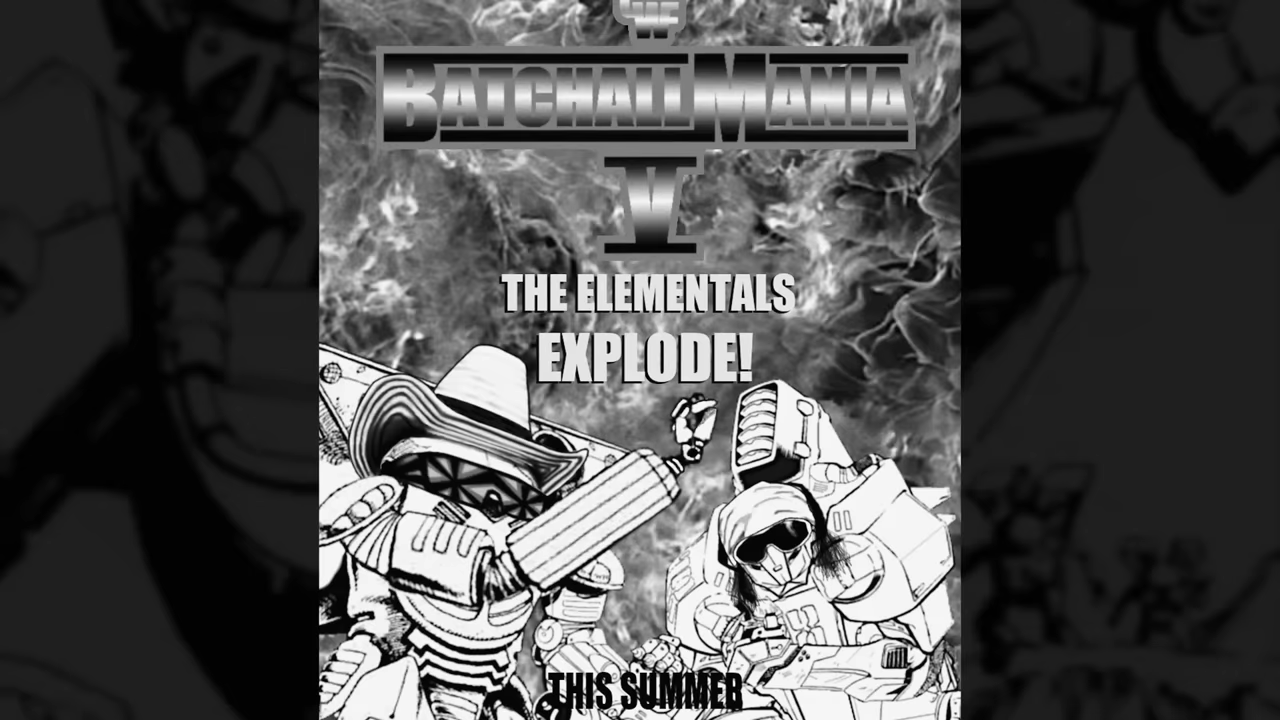 BATCHALL MANIA
V
THE ELEMENTALS
EXPLODE!
THIS SUMMER